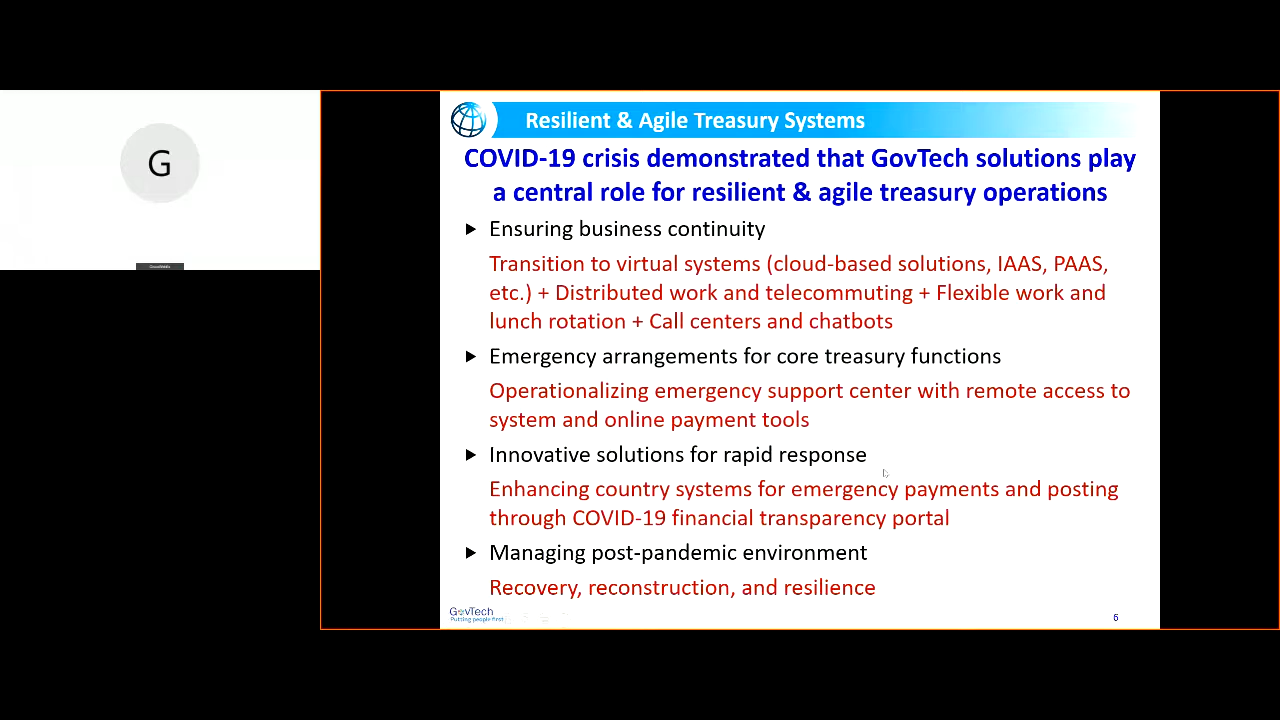 G
Resilient & Agile Treasury Systems
COVID-19 crisis demonstrated that GovTech solutions play
a central role for resilient & agile treasury operations
Ensuring business continuity
Transition to virtual systems (cloud-based solutions, IAAS, PAAS,
etc.) + Distributed work and telecommuting + Flexible work and
lunch rotation + Call centers and chatbots
Emergency arrangements for core treasury functions
Operationalizing emergency support center with remote access to
system and online payment tools
Innovative solutions for rapid response
Enhancing country systems for emergency payments and posting
through COVID-19 financial transparency portal
Managing post-pandemic environment
Recovery, reconstruction, and resilience
GovTech
Putting people first
6